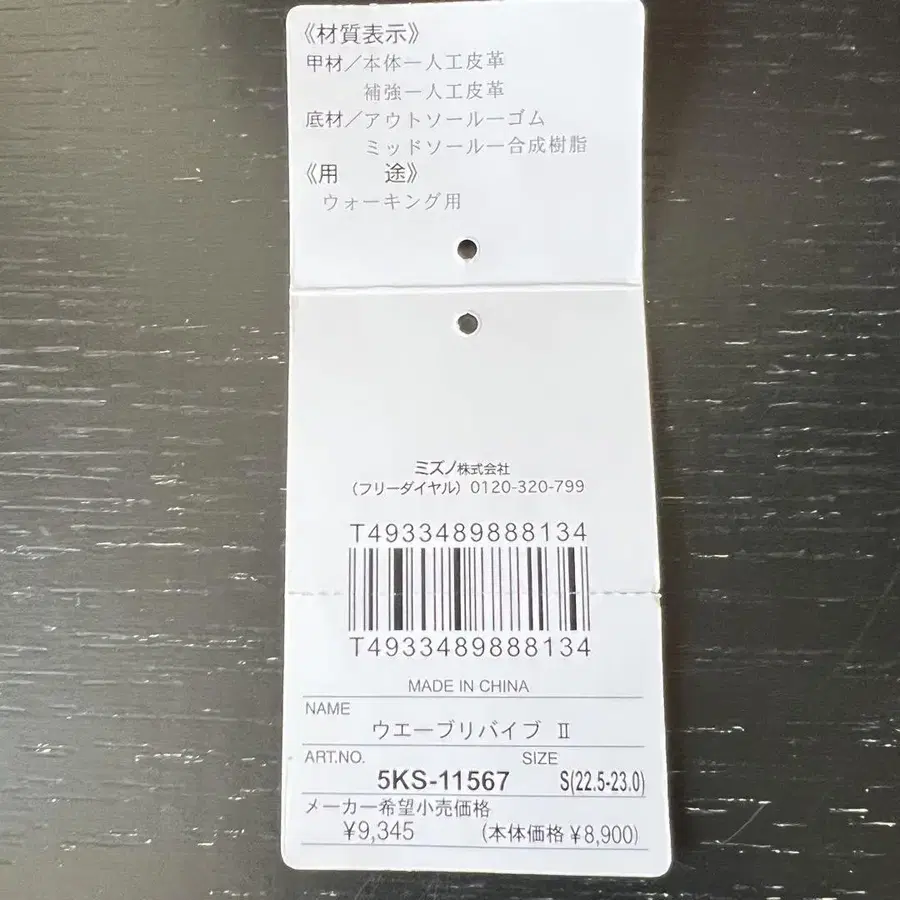 《材質表示》
甲材／本体ー人工皮革
補強ー人工皮革
底材／アウトソールーゴム
ミッドソールー合成樹脂
《用　途》
ウォーキング用
ミズノ株式会社
（フリーダイヤル）0120-320-799
T4933489888134
T4933489888134
MADE IN CHINA
NAME
ウエーブリバイブ Ⅱ
ART.NO. SIZE
5KS-11567 S(22.5-23.0)
メーカー希望小売価格
¥9,345 (本体価格¥8,900)